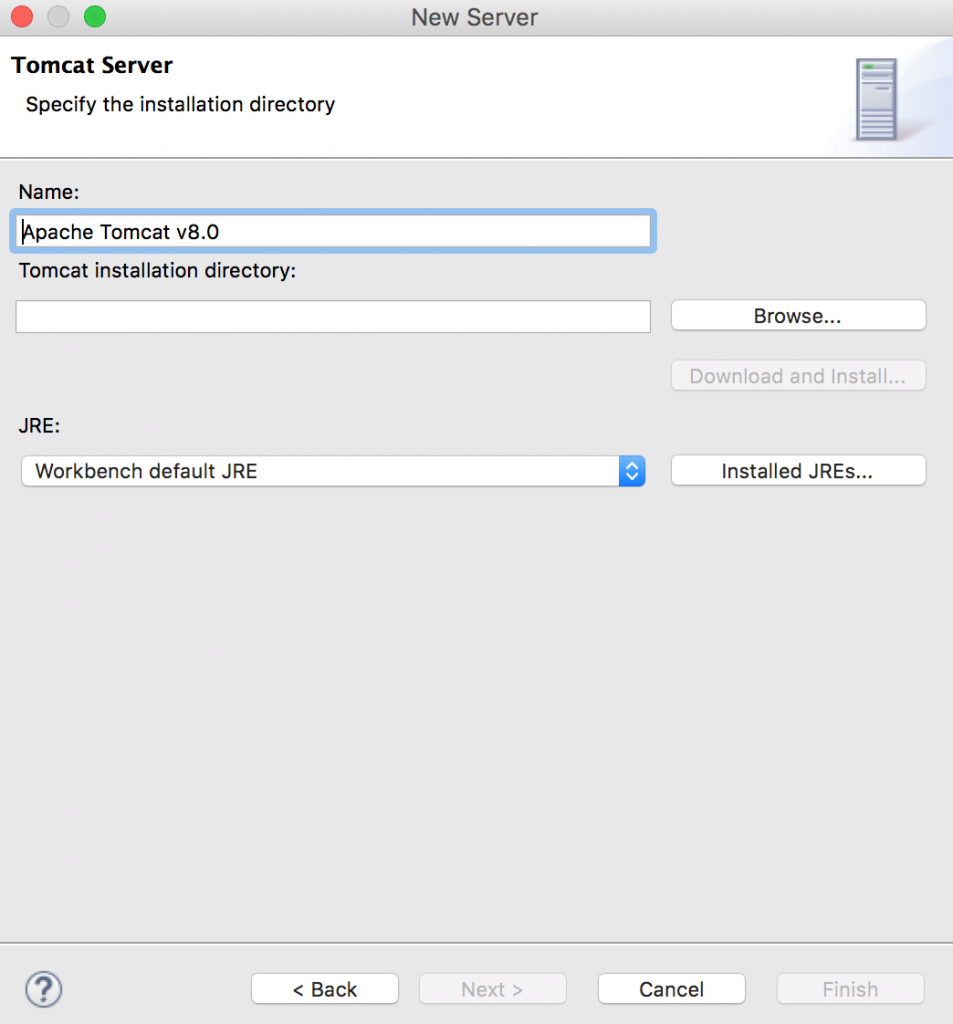 New Server
Tomcat Server
Specify the installation directory
Name:
Apache Tomcat v8.0
Tomcat installation directory:
Browse...
Download and Install...
JRE:
Workbench default JRE
Installed JREs...
?
< Back
Next >
Cancel
Finish